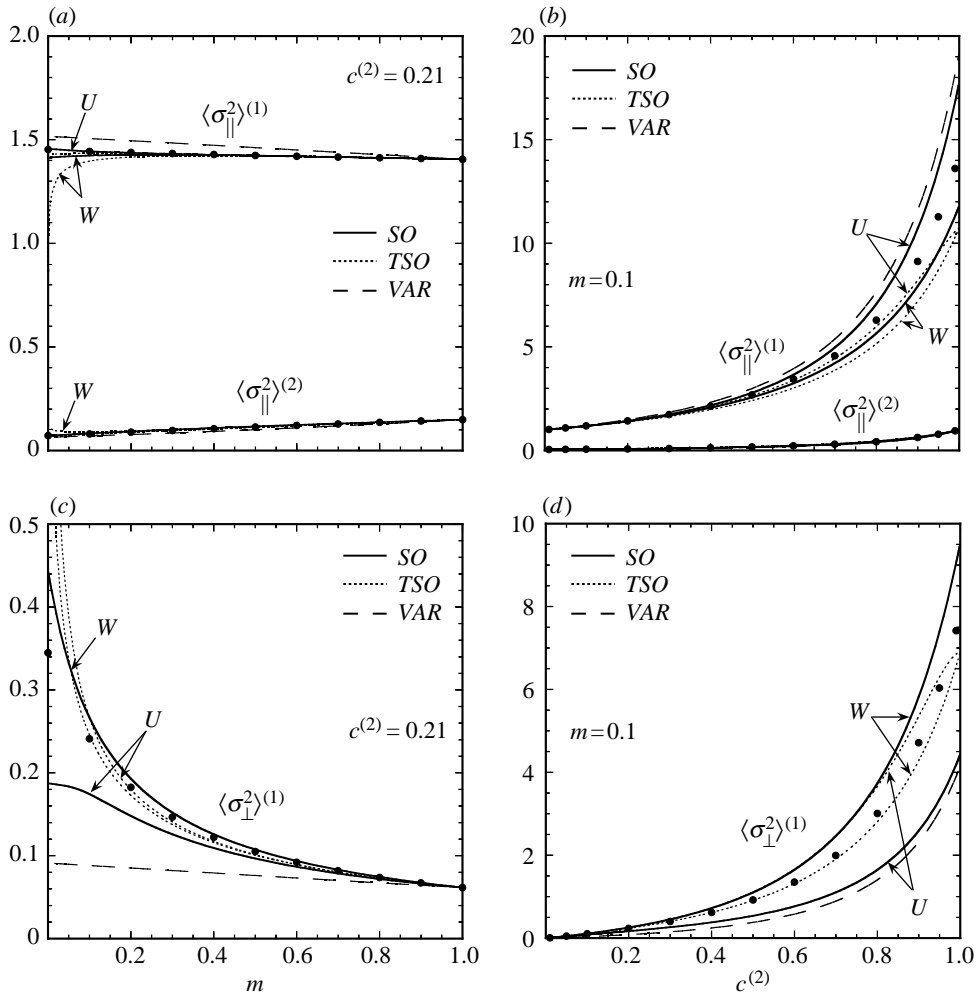 (a)
2.0
1.5
1.0
0.5
0
c(2) = 0.21
U
⟨σ∥2⟩(1)
W
SO
TSO
VAR
W
⟨σ∥2⟩(2)
(b)
20
15
10
5
0
SO
TSO
VAR
m = 0.1
U
W
⟨σ∥2⟩(1)
⟨σ∥2⟩(2)
(c)
0.5
0.4
0.3
0.2
0.1
0
SO
TSO
VAR
W
U
c(2) = 0.21
⟨σ⊥2⟩(1)
0.2 0.4 0.6 0.8 1.0
m
(d)
10
8
6
4
2
0
SO
TSO
VAR
m = 0.1
W
⟨σ⊥2⟩(1)
U
0.2 0.4 0.6 0.8 1.0
c(2)